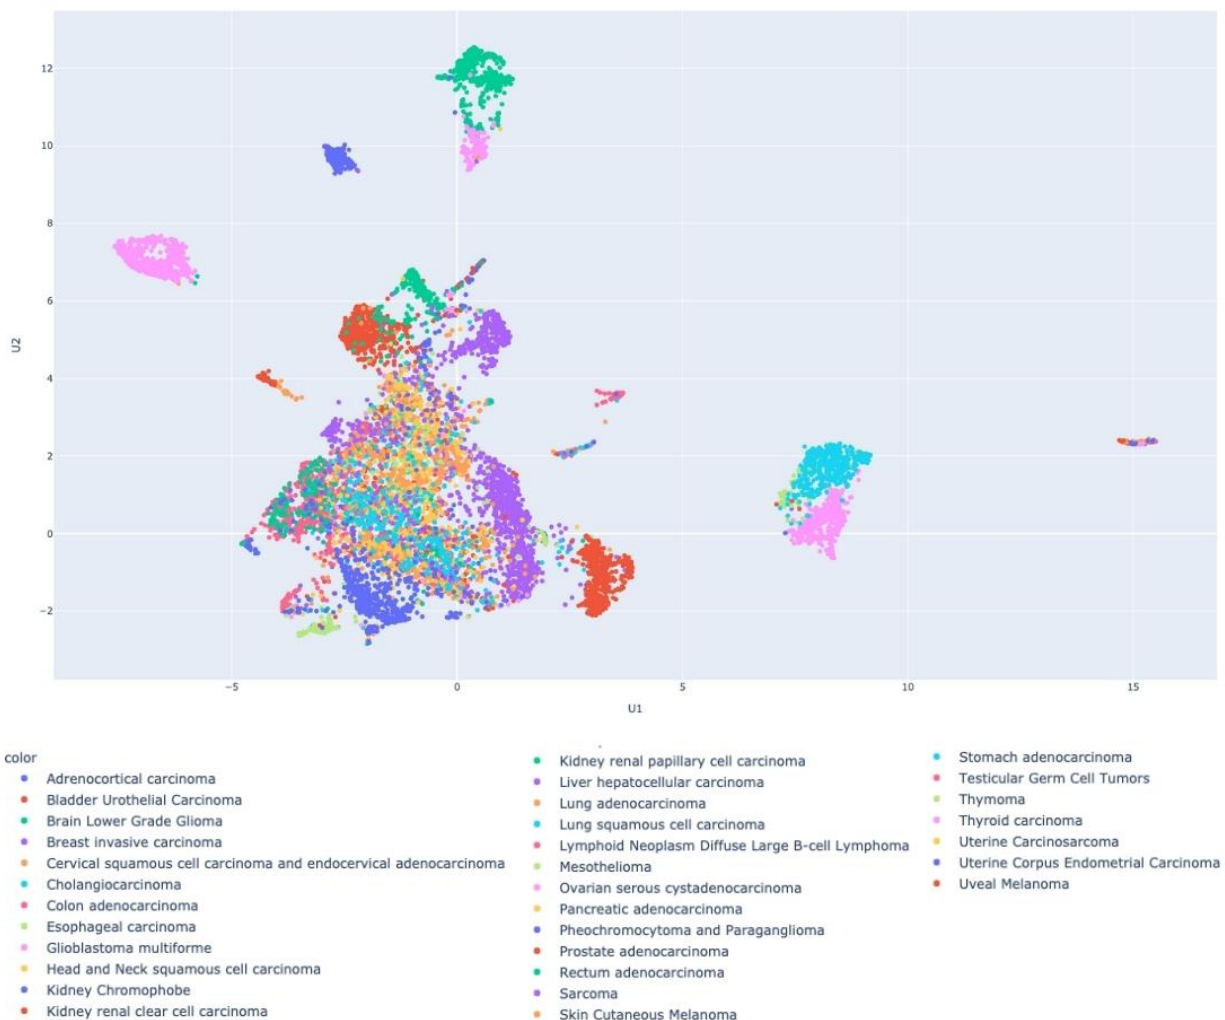 12
10
8
6
4
2
0
−2
U2
−5
0
5
10
15
U1
color
Adrenocortical carcinoma
Bladder Urothelial Carcinoma
Brain Lower Grade Glioma
Breast invasive carcinoma
Cervical squamous cell carcinoma and endocervical adenocarcinoma
Cholangiocarcinoma
Colon adenocarcinoma
Esophageal carcinoma
Glioblastoma multiforme
Head and Neck squamous cell carcinoma
Kidney Chromophobe
Kidney renal clear cell carcinoma
Kidney renal papillary cell carcinoma
Liver hepatocellular carcinoma
Lung adenocarcinoma
Lung squamous cell carcinoma
Lymphoid Neoplasm Diffuse Large B-cell Lymphoma
Mesothelioma
Ovarian serous cystadenocarcinoma
Pancreatic adenocarcinoma
Pheochromocytoma and Paraganglioma
Prostate adenocarcinoma
Rectum adenocarcinoma
Sarcoma
Skin Cutaneous Melanoma
Stomach adenocarcinoma
Testicular Germ Cell Tumors
Thymoma
Thyroid carcinoma
Uterine Carcinosarcoma
Uterine Corpus Endometrial Carcinoma
Uveal Melanoma